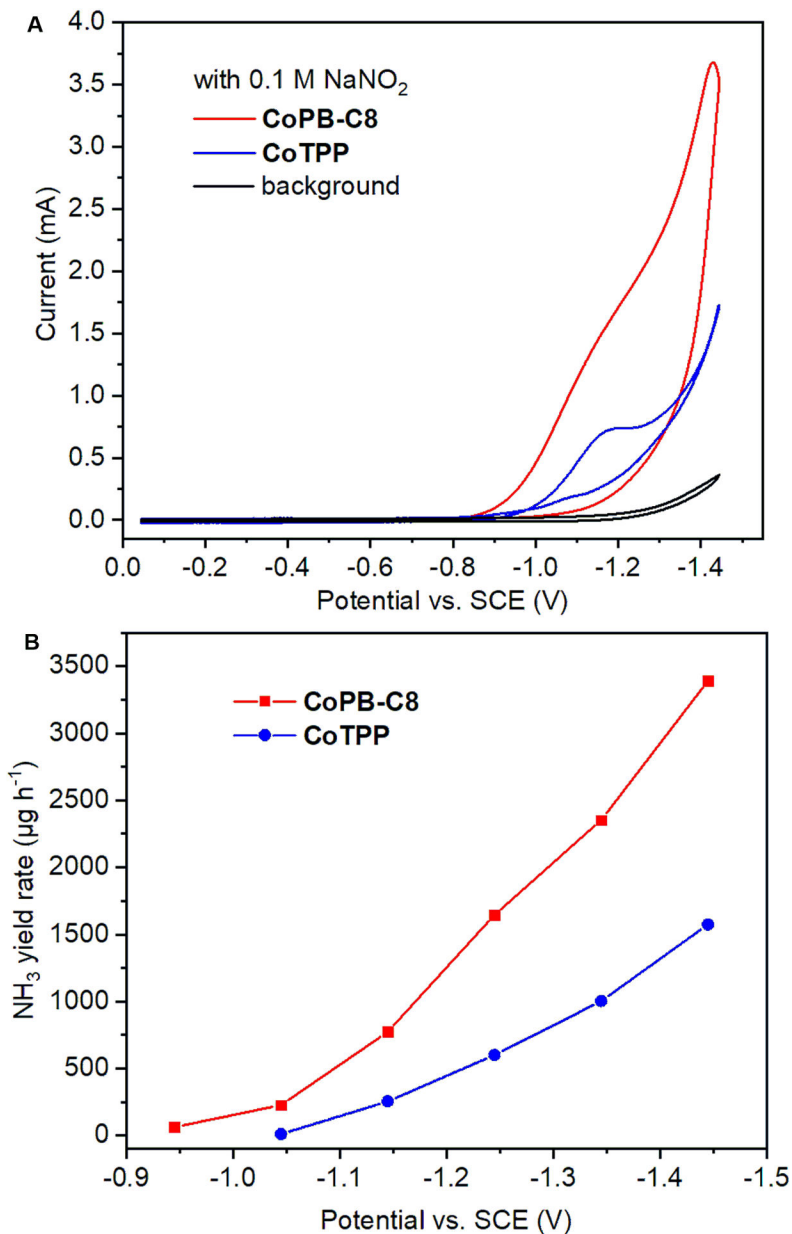 A
4.0
3.5
3.0
2.5
2.0
1.5
1.0
0.5
0.0
Current (mA)
with 0.1 M NaNO₂
CoPB-C8
CoTPP
background
0.0 -0.2 -0.4 -0.6 -0.8 -1.0 -1.2 -1.4
Potential vs. SCE (V)
B
3500
3000
2500
2000
1500
1000
500
0
NH₃ yield rate (µg h⁻¹)
CoPB-C8
CoTPP
-0.9 -1.0 -1.1 -1.2 -1.3 -1.4 -1.5
Potential vs. SCE (V)